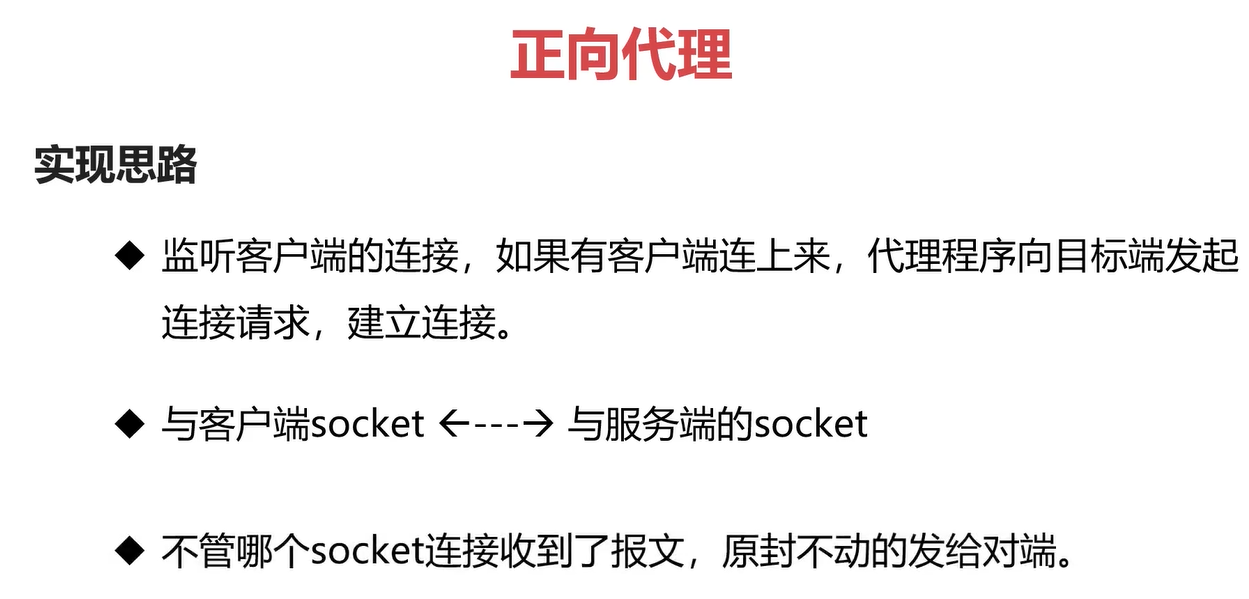 正向代理
实现思路
◆ 监听客户端的连接，如果有客户端连上来，代理程序向目标端发起
连接请求，建立连接。
◆ 与客户端socket ←---→ 与服务端的socket
◆ 不管哪个socket连接收到了报文，原封不动的发给对端。